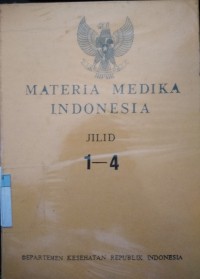 MATERIA MEDIKA
INDONESIA
JILID
1-4
DEPARTEMEN KESEHATAN REPUBLIK INDONESIA